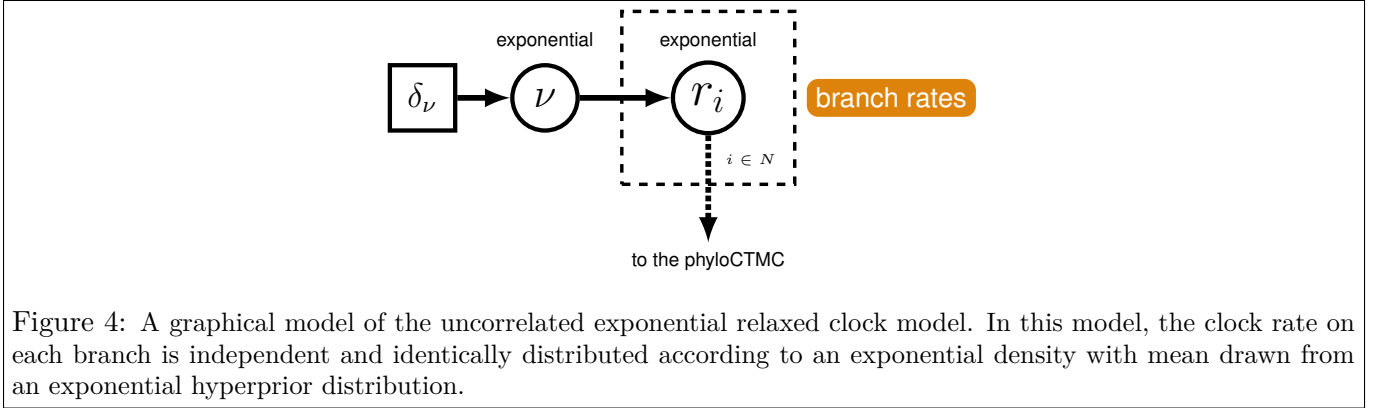 exponential exponential
δ_ν ν r_i branch rates
i ∈ N
to the phyloCTMC
Figure 4: A graphical model of the uncorrelated exponential relaxed clock model. In this model, the clock rate on
each branch is independent and identically distributed according to an exponential density with mean drawn from
an exponential hyperprior distribution.